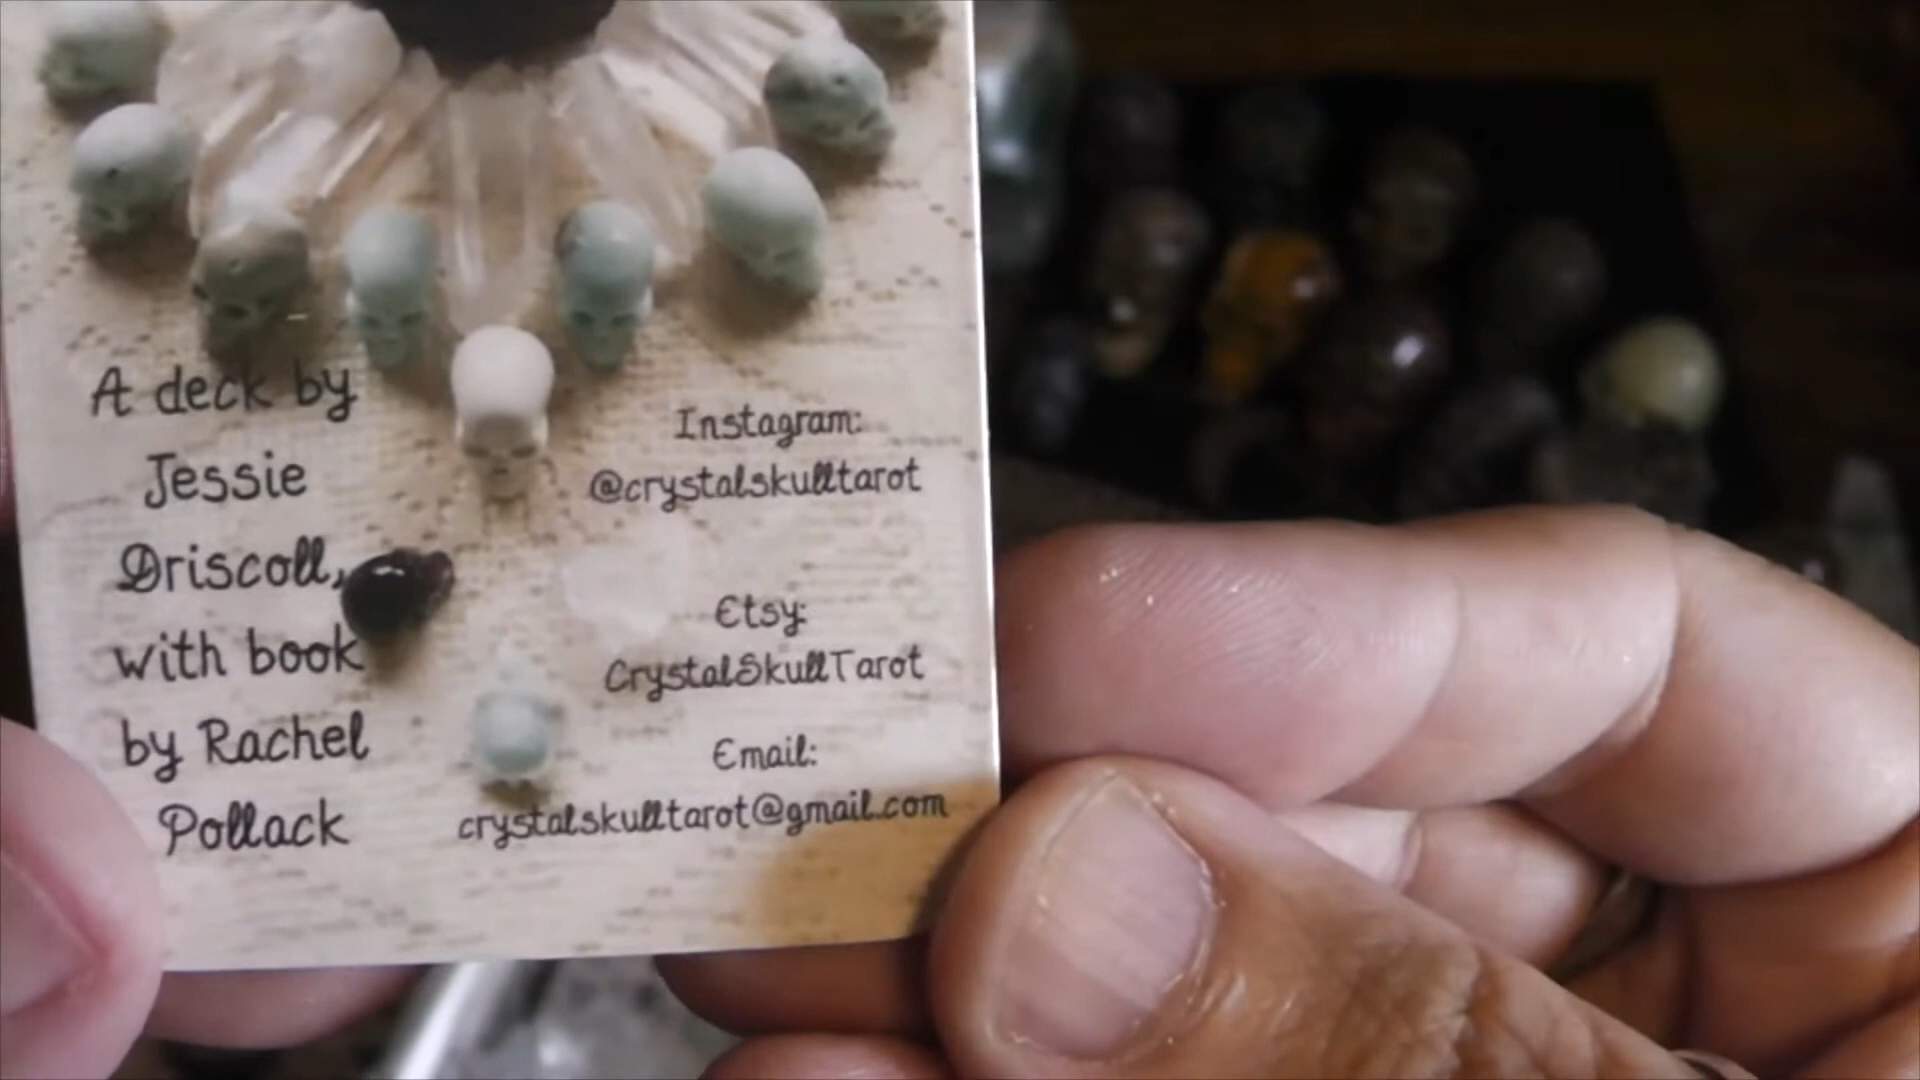 A deck by
Jessie
Driscoll,
with book
by Rachel
Pollack
Instagram:
@crystalskulltarot
Etsy:
CrystalSkullTarot
Email:
crystalskulltarot@gmail.com